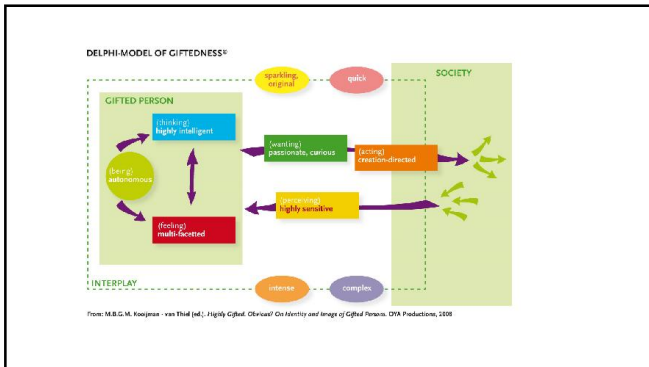 DELPHI-MODEL OF GIFTEDNESS®
sparkling,
original
quick
SOCIETY
GIFTED PERSON
(thinking)
highly intelligent
(wanting)
passionate, curious
(acting)
creation-directed
(being)
autonomous
(perceiving)
highly sensitive
(feeling)
multi-facetted
INTERPLAY
intense
complex
From: M.B.G.M. Kooijman - van Thiel (ed.). Highly Gifted. Obvious? On Identity and Image of Gifted Persons. OYA Productions, 2008